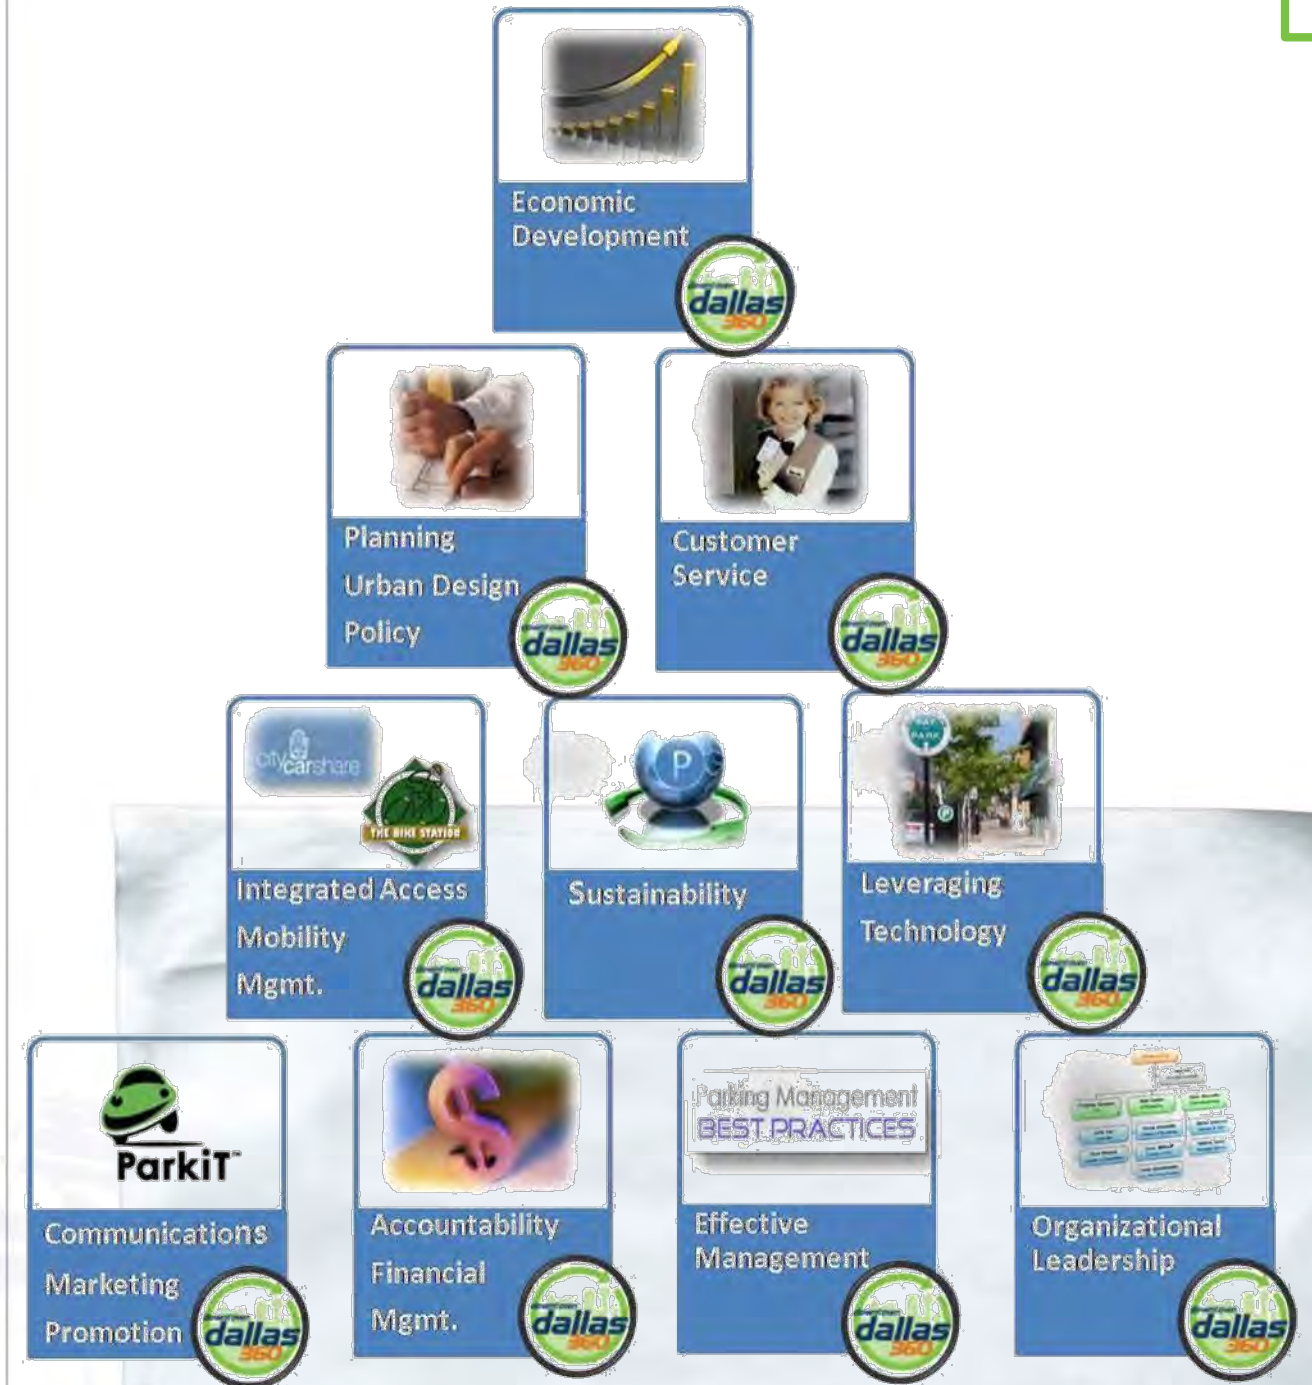 Economic
Development
dallas
360
Planning
Urban Design
Policy
dallas
360
Customer
Service
dallas
360
citycarshare
THE BIKE STATION
Integrated Access
Mobility
Mgmt.
dallas
360
P
Sustainability
dallas
360
PARK
P
Leveraging
Technology
dallas
360
ParkiT™
Communications
Marketing
Promotion
dallas
360
$
Accountability
Financial
Mgmt.
dallas
360
Parking Management
BEST PRACTICES
Effective
Management
dallas
360
Organizational
Leadership
dallas
360